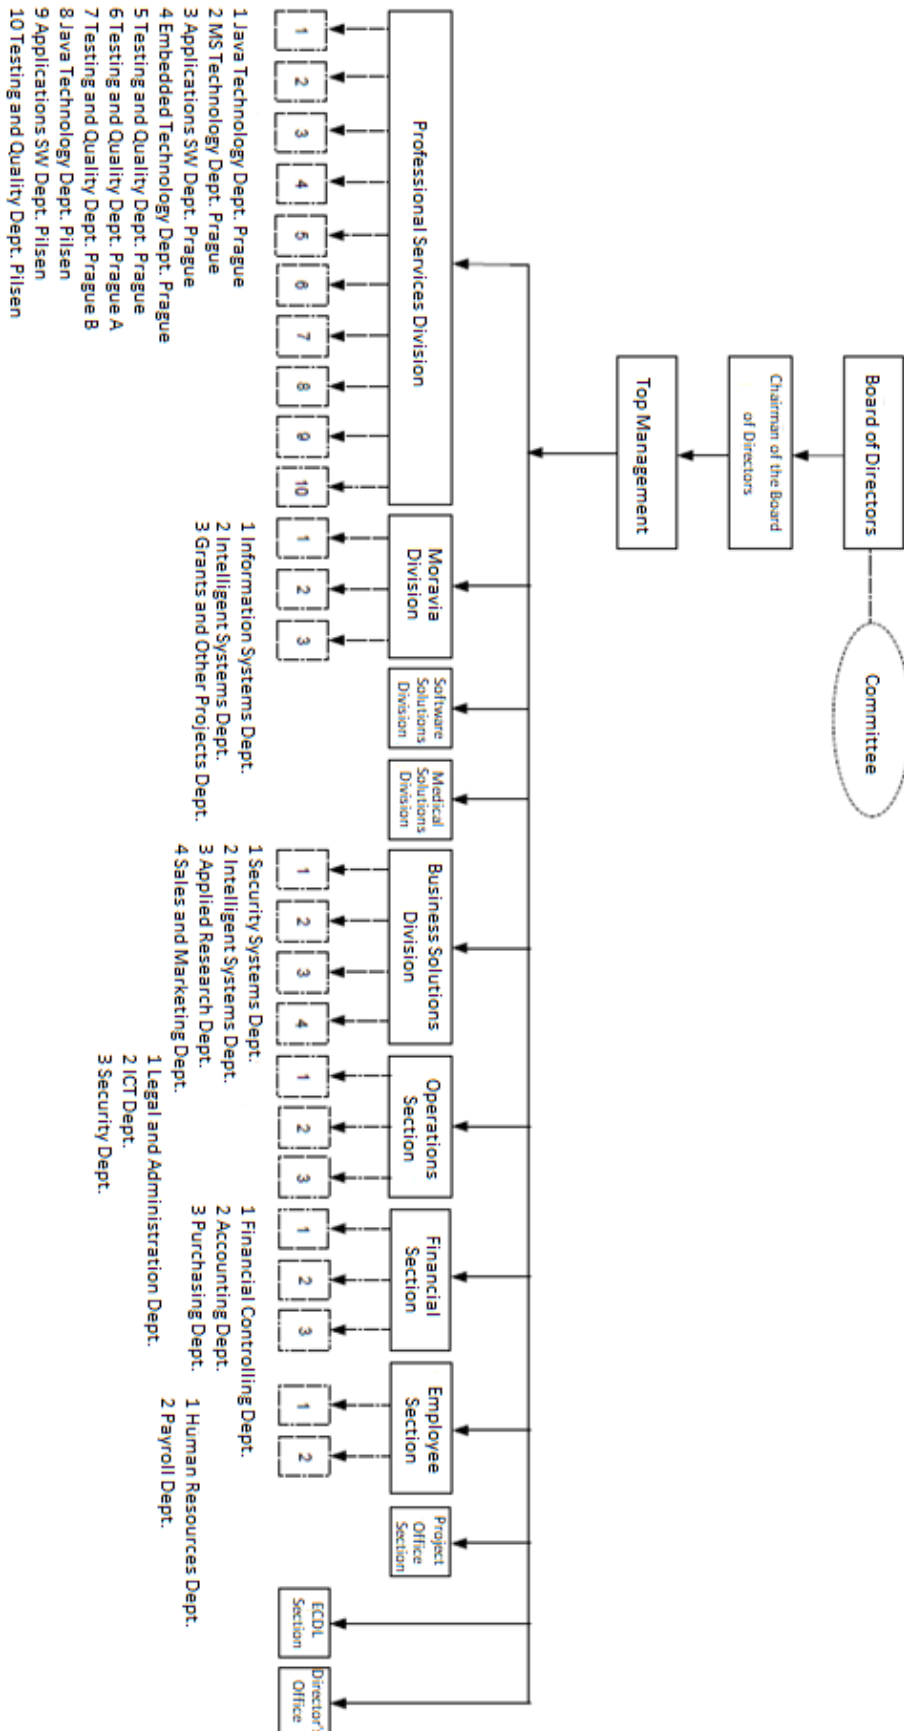 Board of Directors
Committee
Chairman of the Board
of Directors
Top Management
Professional Services Division
Moravia
Division
Software
Solutions
Division
Medical
Solutions
Division
Business Solutions
Division
Operations
Section
Financial
Section
Employee
Section
Project
Office
Section
ECDL
Section
Director's
Office
1
2
3
4
5
6
7
8
9
10
1
2
3
1
2
3
4
1
2
3
1
2
3
1
2
1 Java Technology Dept. Prague
2 MS Technology Dept. Prague
3 Applications SW Dept. Prague
4 Embedded Technology Dept. Prague
5 Testing and Quality Dept. Prague
6 Testing and Quality Dept. Prague A
7 Testing and Quality Dept. Prague B
8 Java Technology Dept. Pilsen
9 Applications SW Dept. Pilsen
10 Testing and Quality Dept. Pilsen
1 Information Systems Dept.
2 Intelligent Systems Dept.
3 Grants and Other Projects Dept.
1 Security Systems Dept.
2 Intelligent Systems Dept.
3 Applied Research Dept.
4 Sales and Marketing Dept.
1 Legal and Administration Dept.
2 ICT Dept.
3 Security Dept.
1 Financial Controlling Dept.
2 Accounting Dept.
3 Purchasing Dept.
1 Human Resources Dept.
2 Payroll Dept.